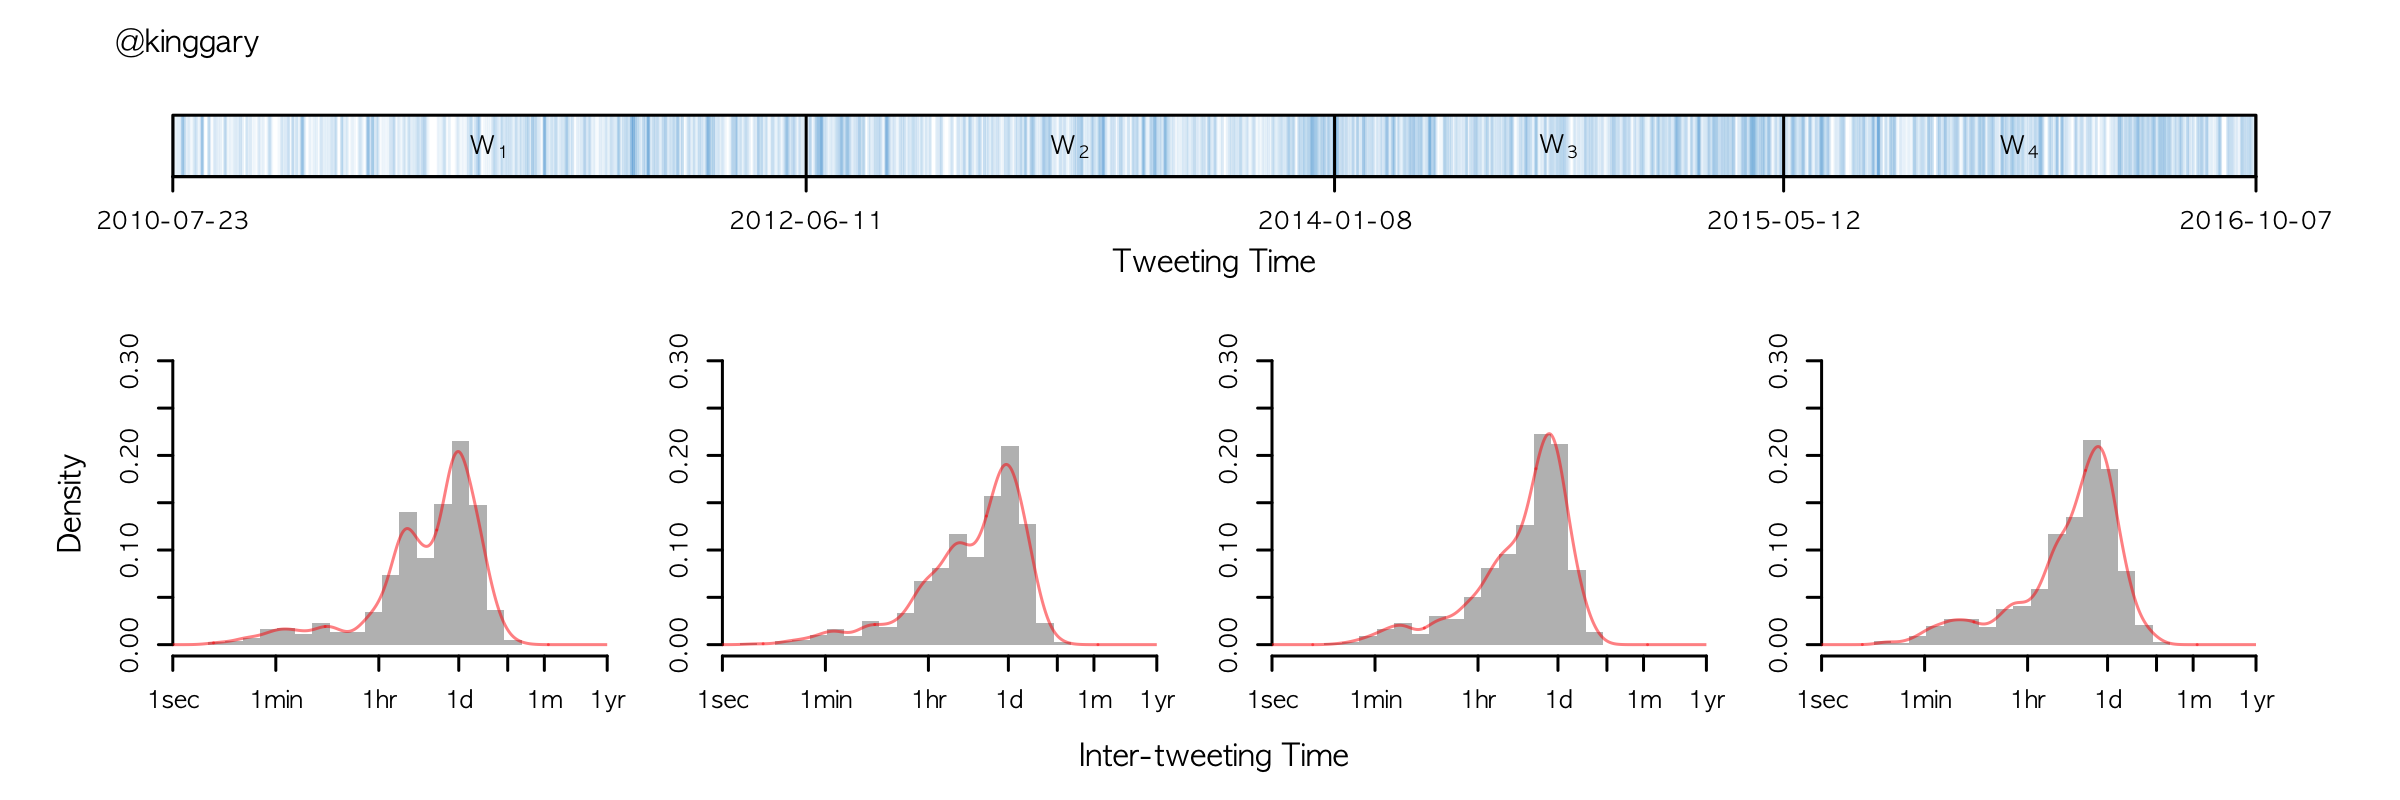 @kinggary
W1 W2 W3 W4
2010-07-23 2012-06-11 2014-01-08 2015-05-12 2016-10-07
Tweeting Time
Density
0.00 0.10 0.20 0.30
1sec 1min 1hr 1d 1m 1yr
0.00 0.10 0.20 0.30
1sec 1min 1hr 1d 1m 1yr
0.00 0.10 0.20 0.30
1sec 1min 1hr 1d 1m 1yr
0.00 0.10 0.20 0.30
1sec 1min 1hr 1d 1m 1yr
Inter-tweeting Time